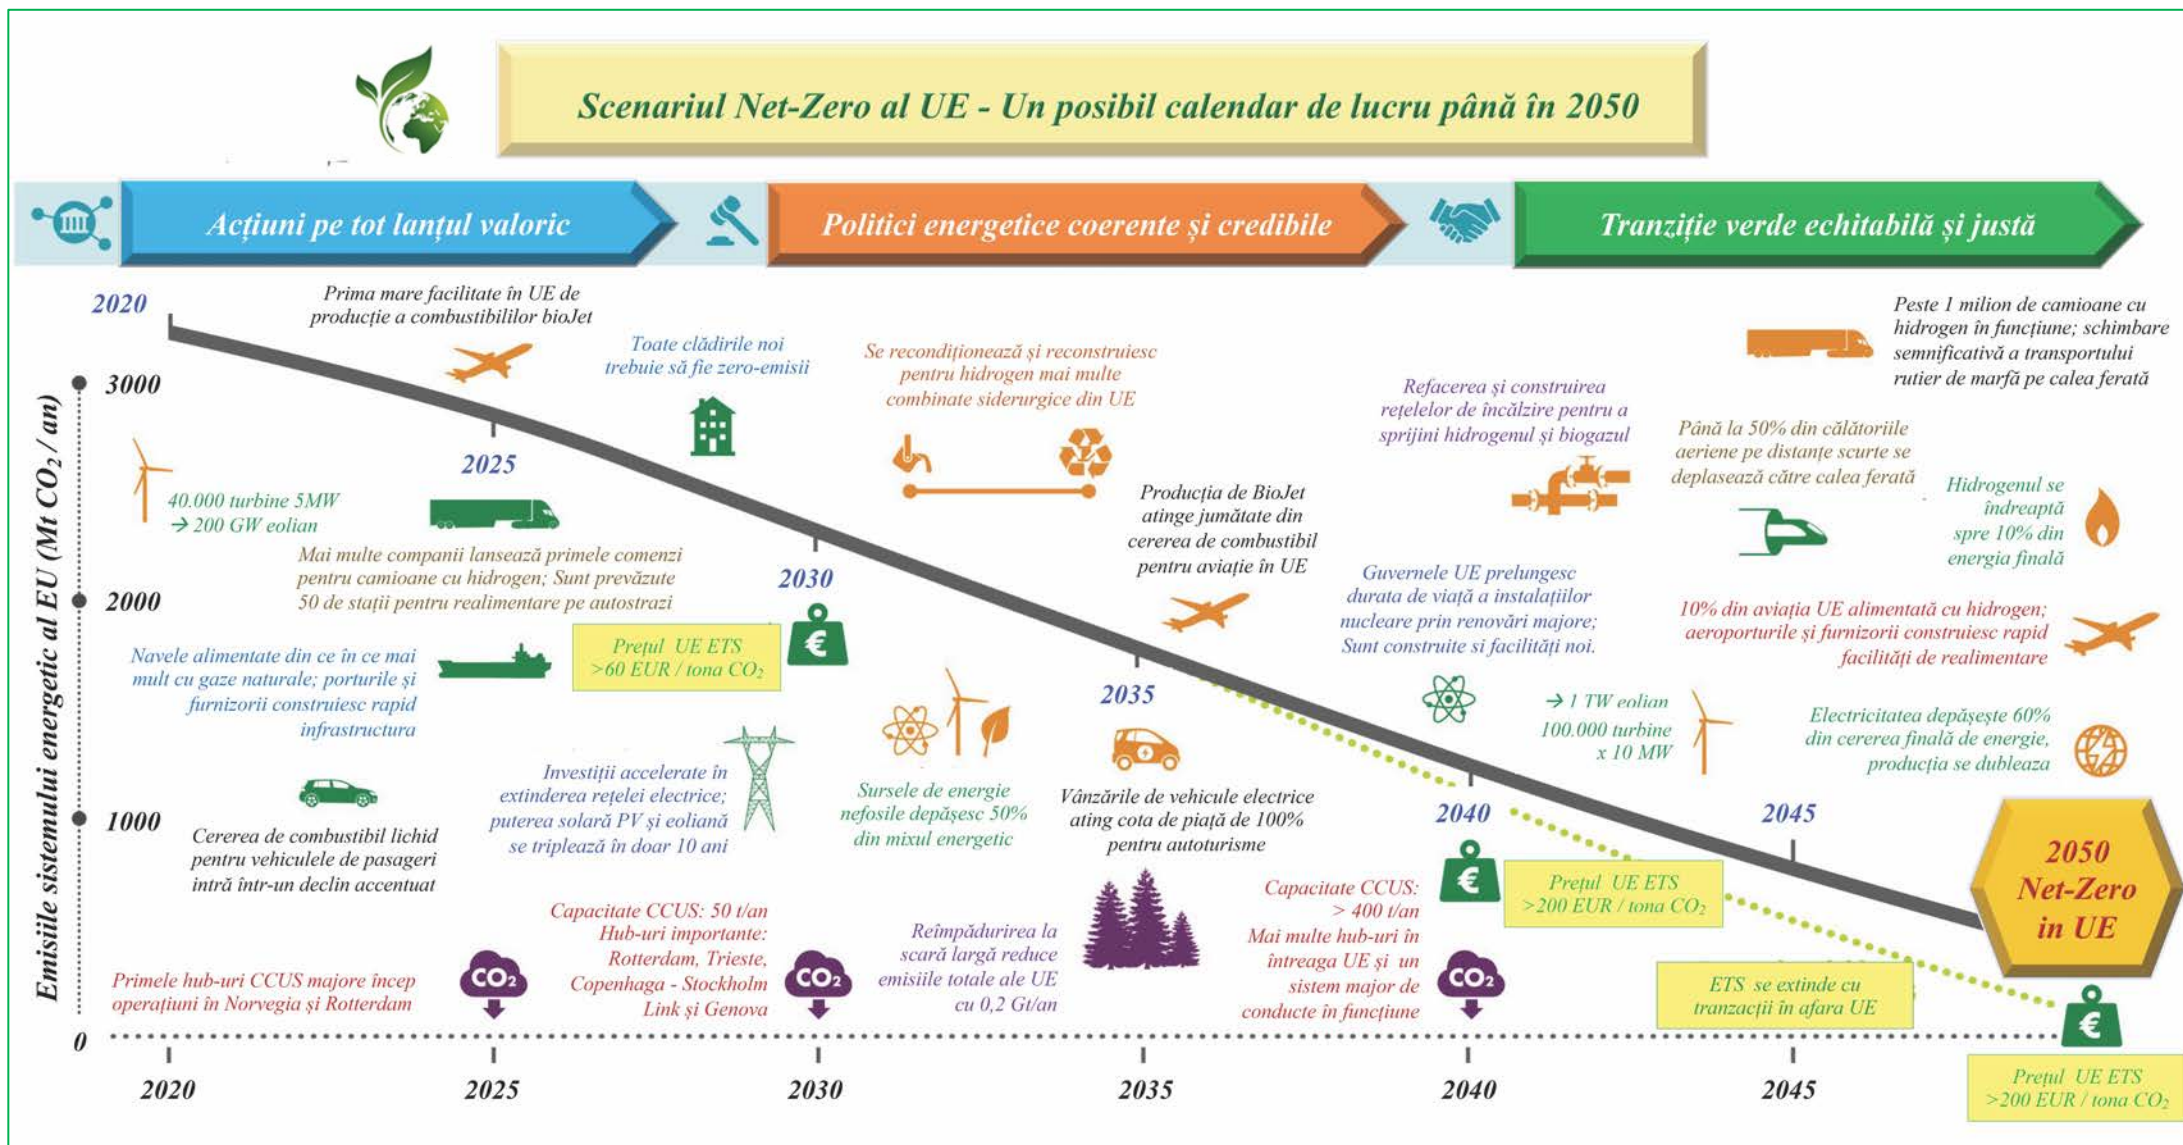 Scenariul Net-Zero al UE - Un posibil calendar de lucru până în 2050
Acțiuni pe tot lanțul valoric
Politici energetice coerente și credibile
Tranziție verde echitabilă și justă
Emisiile sistemului energetic al EU (Mt CO₂ / an)
3000
2000
1000
0
2020
Prima mare facilitate în UE de
producție a combustibililor bioJet
Toate clădirile noi
trebuie să fie zero-emisii
Se recondiționează și reconstruiesc
pentru hidrogen mai multe
combinate siderurgice din UE
Refacerea și construirea
rețelelor de încălzire pentru a
sprijini hidrogenul și biogazul
Peste 1 milion de camioane cu
hidrogen în funcțiune; schimbare
semnificativă a transportului
rutier de marfă pe calea ferată
Până la 50% din călătoriile
aeriene pe distanțe scurte se
deplasează către calea ferată
Hidrogenul se
îndreaptă
spre 10% din
energia finală
2025
40.000 turbine 5MW
→ 200 GW eolian
Mai multe companii lansează primele comenzi
pentru camioane cu hidrogen; Sunt prevăzute
50 de stații pentru realimentare pe autostrazi
2030
Producția de BioJet
atinge jumătate din
cererea de combustibil
pentru aviație în UE
Guvernele UE prelungesc
durata de viață a instalațiilor
nucleare prin renovări majore;
Sunt construite si facilități noi.
10% din aviația UE alimentată cu hidrogen;
aeroporturile și furnizorii construiesc rapid
facilități de realimentare
Navele alimentate din ce în ce mai
mult cu gaze naturale; porturile și
furnizorii construiesc rapid
infrastructura
Prețul UE ETS
>60 EUR / tona CO₂
€
2035
→ 1 TW eolian
100.000 turbine
x 10 MW
Electricitatea depășește 60%
din cererea finală de energie,
producția se dubleaza
Cererea de combustibil lichid
pentru vehiculele de pasageri
intră într-un declin accentuat
Investiții accelerate în
extinderea rețelei electrice;
puterea solară PV și eoliană
se triplează în doar 10 ani
Sursele de energie
nefosile depășesc 50%
din mixul energetic
Vânzările de vehicule electrice
ating cota de piață de 100%
pentru autoturisme
2040
2045
€
Prețul UE ETS
>200 EUR / tona CO₂
2050
Net-Zero
in UE
Primele hub-uri CCUS majore încep
operațiuni în Norvegia și Rotterdam
CO₂
Capacitate CCUS: 50 t/an
Hub-uri importante:
Rotterdam, Trieste,
Copenhaga - Stockholm
Link și Genova
CO₂
Reîmpădurirea la
scară largă reduce
emisiile totale ale UE
cu 0,2 Gt/an
Capacitate CCUS:
> 400 t/an
Mai multe hub-uri în
întreaga UE și un
sistem major de
conducte în funcțiune
CO₂
ETS se extinde cu
tranzacții în afara UE
€
Prețul UE ETS
>200 EUR / tona CO₂
2020
2025
2030
2035
2040
2045